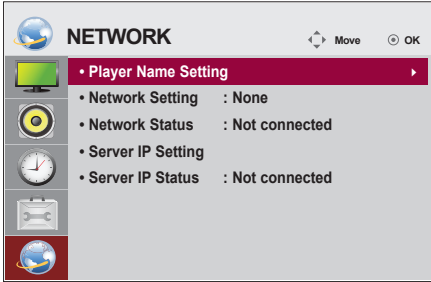 NETWORK Move OK
• Player Name Setting
• Network Setting : None
• Network Status : Not connected
• Server IP Setting
• Server IP Status : Not connected